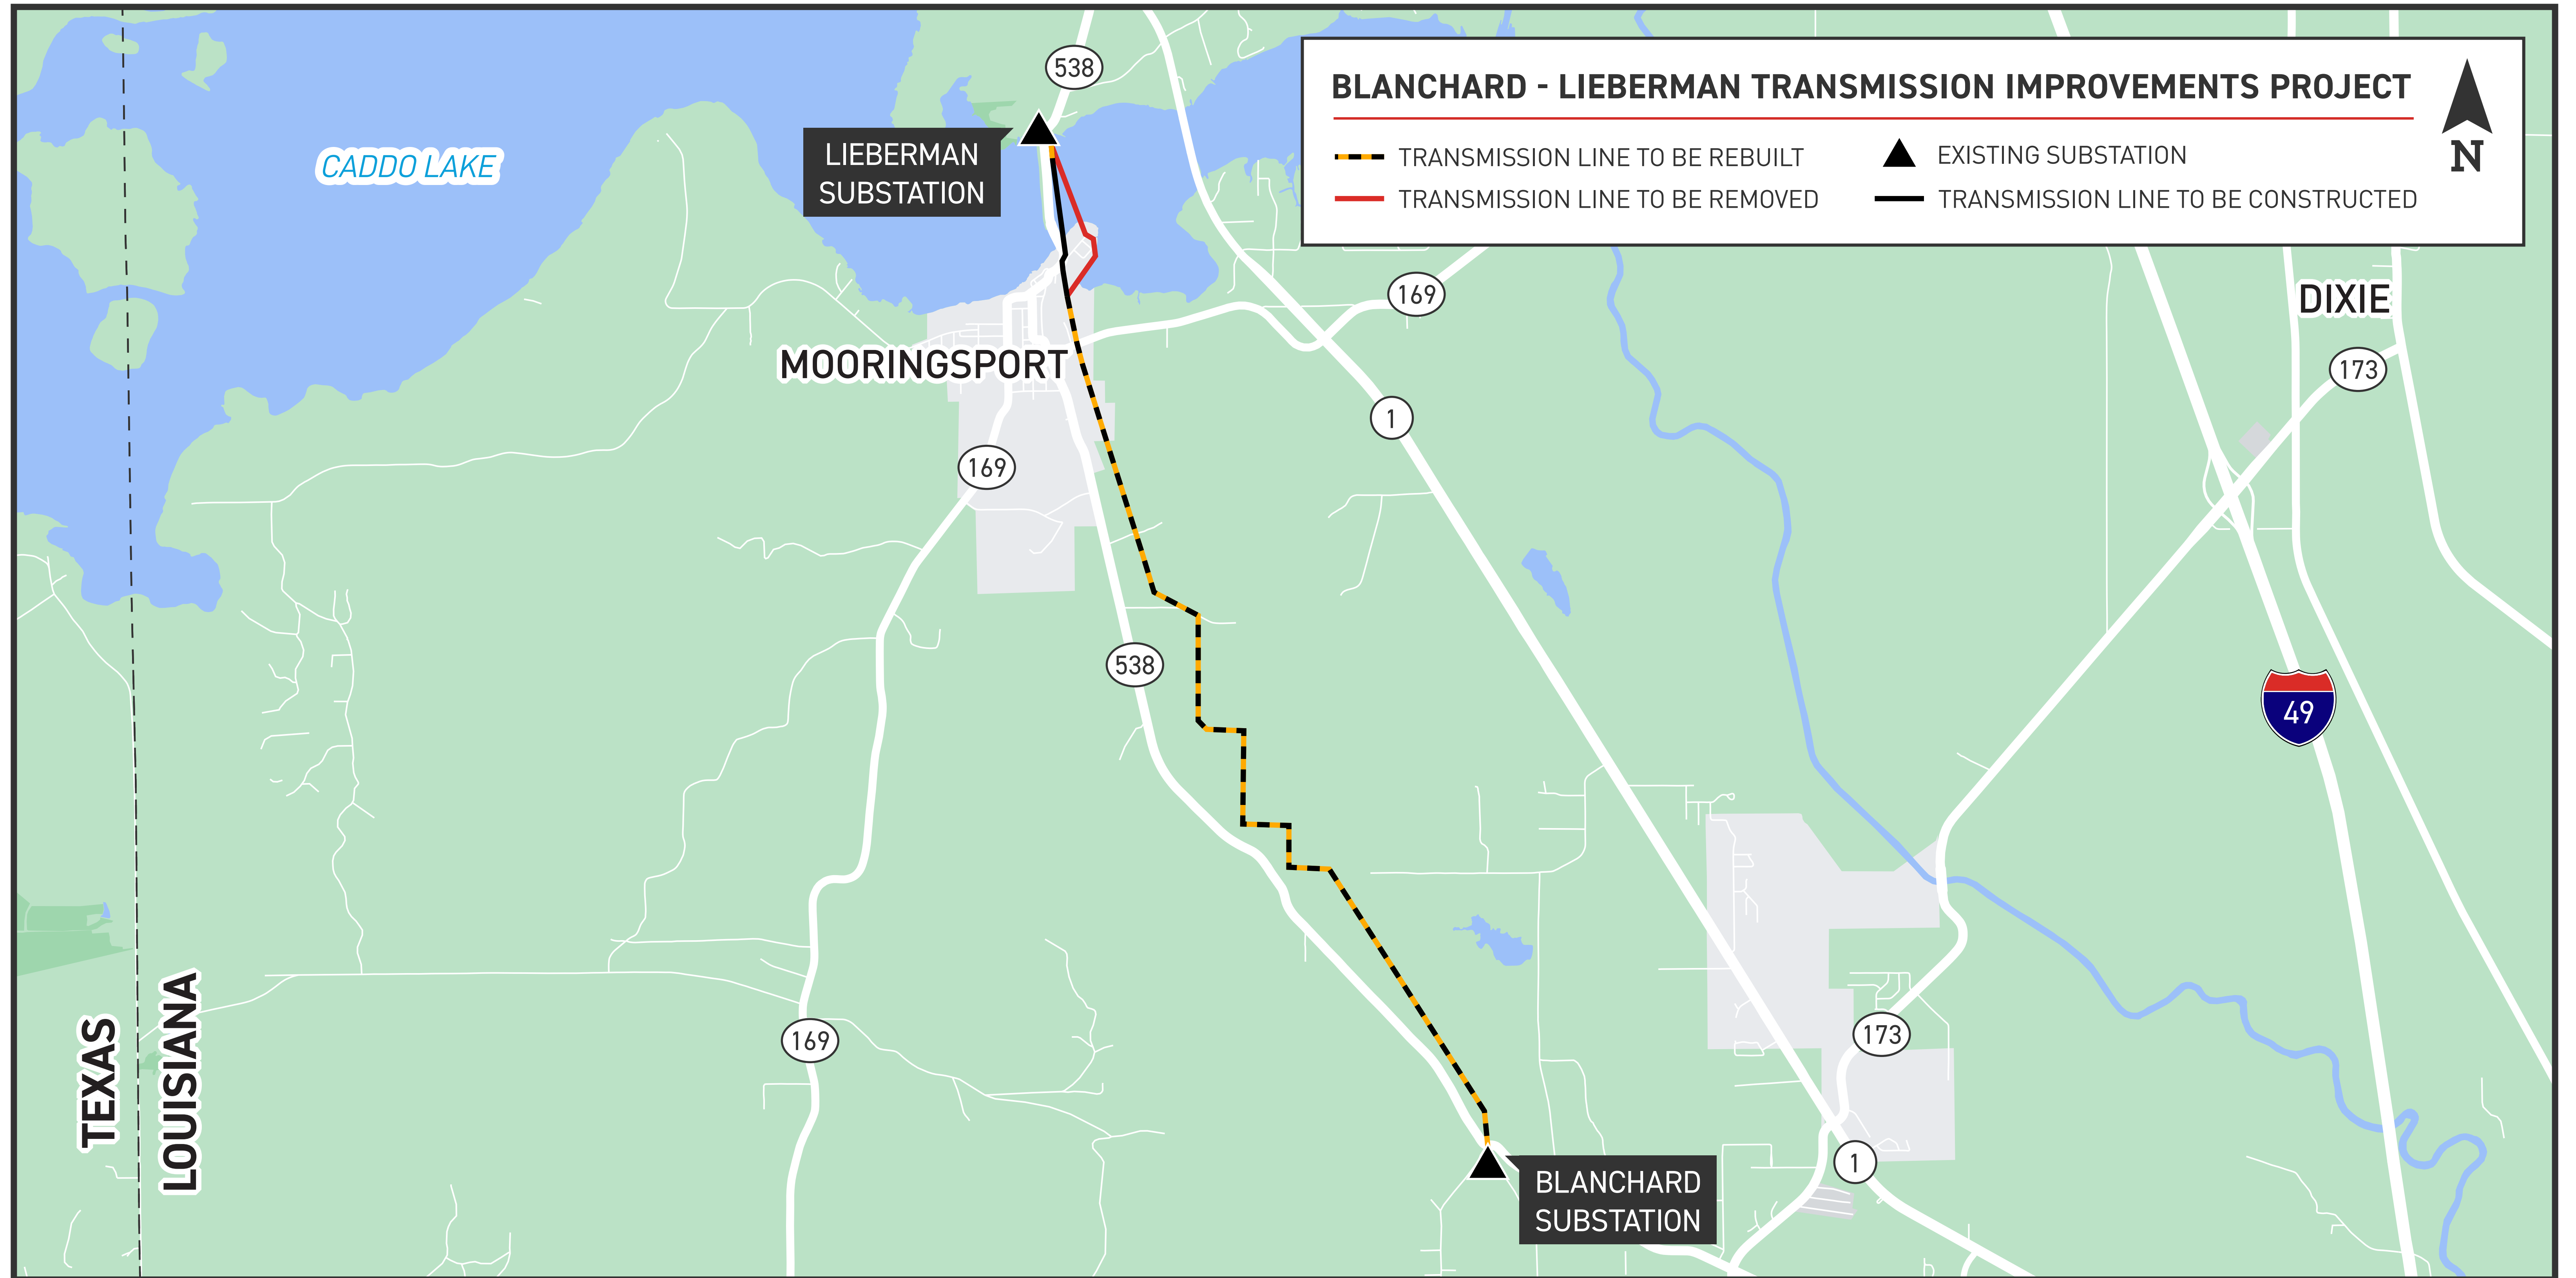 538
BLANCHARD - LIEBERMAN TRANSMISSION IMPROVEMENTS PROJECT
TRANSMISSION LINE TO BE REBUILT
EXISTING SUBSTATION
TRANSMISSION LINE TO BE REMOVED
TRANSMISSION LINE TO BE CONSTRUCTED
N
LIEBERMAN
SUBSTATION
CADDO LAKE
169
DIXIE
MOORINGSPORT
173
1
169
538
49
TEXAS
LOUISIANA
169
173
1
BLANCHARD
SUBSTATION